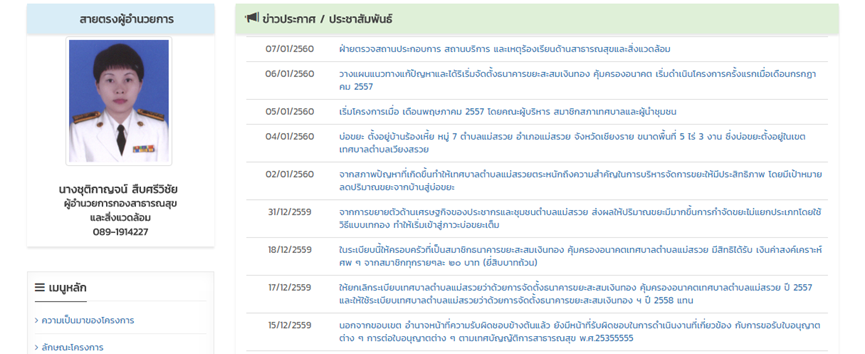 สายตรงผู้อำนวยการ
นางชุติกาญจน์ สืบศรีวิชัย
ผู้อำนวยการกองสาธารณสุข
และสิ่งแวดล้อม
089-1914227
เมนูหลัก
ความเป็นมาของโครงการ
ลักษณะโครงการ
ข่าวประกาศ / ประชาสัมพันธ์
07/01/2560 ฝ่ายตรวจสถานประกอบการ สถานบริการ และเหตุร้องเรียนด้านสาธารณสุขและสิ่งแวดล้อม
06/01/2560 วางแผนแนวทางแก้ปัญหาและได้ริเริ่มจัดตั้งธนาคารขยะสะสมเงินทอง คุ้มครองอนาคต เริ่มดำเนินโครงการครั้งแรกเมื่อเดือนกรกฎา
คม 2557
05/01/2560 เริ่มโครงการเมื่อ เดือนพฤษภาคม 2557 โดยคณะผู้บริหาร สมาชิกสภาเทศบาลและผู้นำชุมชน
04/01/2560 บ่อขยะ ตั้งอยู่บ้านร้องเหี้ย หมู่ 7 ตำบลแม่สรวย อำเภอแม่สรวย จังหวัดเชียงราย ขนาดพื้นที่ 5 ไร่ 3 งาน ซึ่งบ่อขยะตั้งอยู่ในเขต
เทศบาลตำบลเวียงสรวย
02/01/2560 จากสภาพปัญหาที่เกิดขึ้นทำให้เทศบาลตำบลแม่สรวยตระหนักถึงความสำคัญในการบริหารจัดการขยะให้มีประสิทธิภาพ โดยมีเป้าหมาย
ลดปริมาณขยะจากบ้านสู่บ่อขยะ
31/12/2559 จากการขยายตัวด้านเศรษฐกิจของประชากรและชุมชนตำบลแม่สรวย ส่งผลให้ปริมาณขยะมีมากขึ้นการกำจัดขยะไม่แยกประเภทโดยใช้
วิธีแบบเทกอง ทำให้เริ่มเข้าสู่ภาวะบ่อขยะเต็ม
18/12/2559 ในระเบียบนี้ให้ครอบครัวที่เป็นสมาชิกธนาคารขยะสะสมเงินทอง คุ้มครองอนาคตเทศบาลตำบลแม่สรวย มีสิทธิได้รับ เงินค่าสงค์เคราะห์
ศพ ๆ จากสมาชิกทุกรายๆละ ๒๐ บาท (ยี่สิบบาทถ้วน)
17/12/2559 ให้ยกเลิกระเบียบเทศบาลตำบลแม่สรวยว่าด้วยการจัดตั้งธนาคารขยะสะสมเงินทอง คุ้มครองอนาคตเทศบาลตำบลแม่สรวย ปี 2557
และให้ใช้ระเบียบเทศบาลตำบลแม่สรวยว่าด้วยการจัดตั้งธนาคารขยะสะสมเงินทอง ฯ ปี 2558 แทน
15/12/2559 นอกจากขอบเขต อำนาจหน้าที่ความรับผิดชอบข้างต้นแล้ว ยังมีหน้าที่รับผิดชอบในการดำเนินงานที่เกี่ยวข้อง กับการขอรับใบอนุญาต
ต่าง ๆ การต่อใบอนุญาตต่าง ๆ ตามเทศบัญญัติการสาธารณสุข พ.ศ.25355555